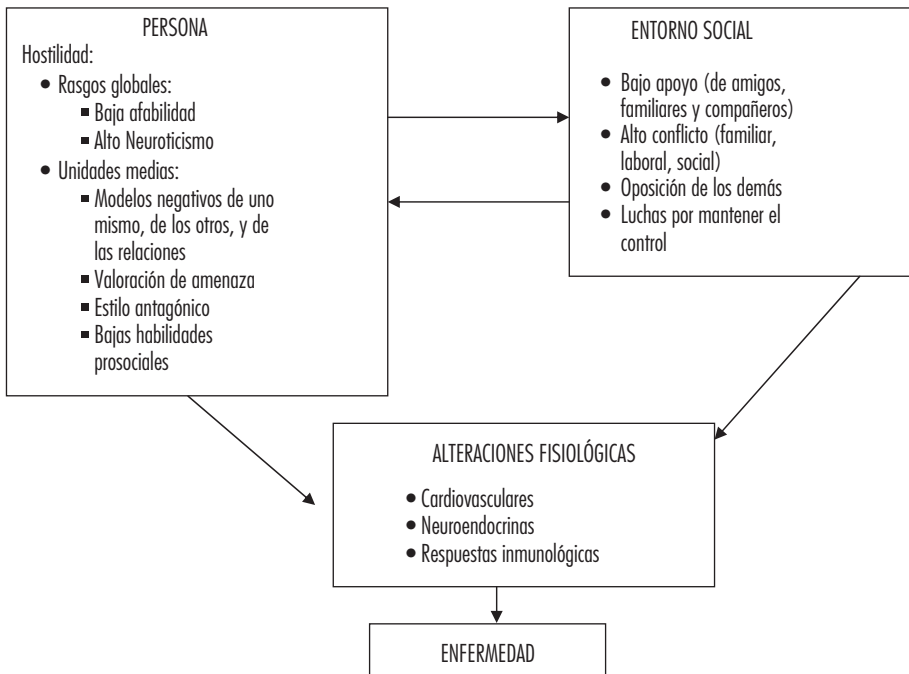 PERSONA
Hostilidad:
• Rasgos globales:
▪ Baja afabilidad
▪ Alto Neuroticismo
• Unidades medias:
▪ Modelos negativos de uno
mismo, de los otros, y de
las relaciones
▪ Valoración de amenaza
▪ Estilo antagónico
▪ Bajas habilidades
prosociales
ENTORNO SOCIAL
• Bajo apoyo (de amigos,
familiares y compañeros)
• Alto conflicto (familiar,
laboral, social)
• Oposición de los demás
• Luchas por mantener el
control
ALTERACIONES FISIOLÓGICAS
• Cardiovasculares
• Neuroendocrinas
• Respuestas inmunológicas
ENFERMEDAD